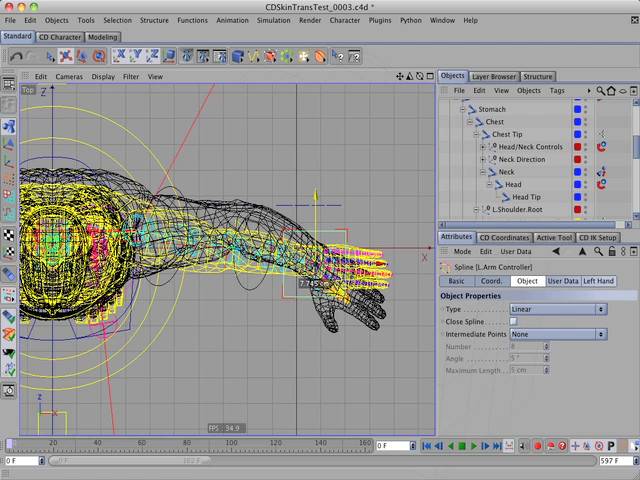 CDSkinTransTest_0003.c4d *
File Objects Tools Selection Structure Functions Animation Simulation Render Character Plugins Python Window Help
Standard CD Character Modeling
Edit Cameras Display Filter View
Objects Layer Browser Structure
File Edit View Objects Tags
Top
Z
Stomach
Chest
Chest Tip
Head/Neck Controls
Neck Direction
Neck
Head
Head Tip
L.Shoulder.Root
X
Attributes CD Coordinates Active Tool CD IK Setup
Mode Edit User Data
Spline [L.Arm Controller]
Basic Coord. Object User Data Left Hand
Object Properties
Type Linear
Close Spline
Intermediate Points None
Number 8
Angle 5 °
Maximum Length 5 cm
Z
X
FPS : 34.9
20 40 60 80 100 120 140 160
0 F
0 F 0 F 597 F